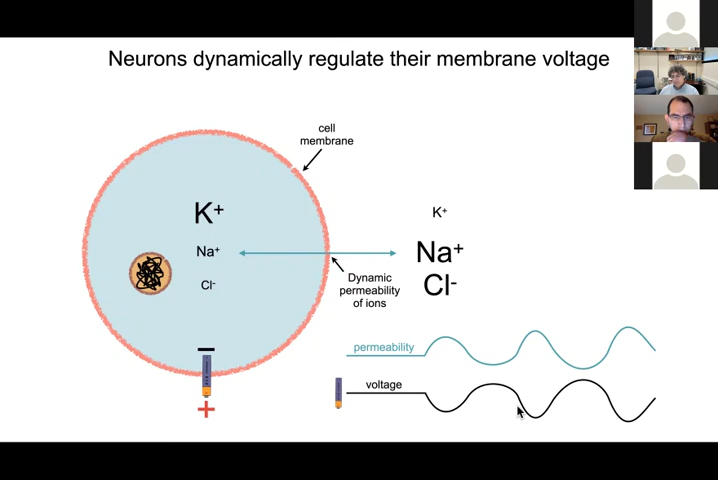 Neurons dynamically regulate their membrane voltage
cell
membrane
K+
Na+
Cl-
K+
Na+
Cl-
Dynamic
permeability
of ions
permeability
voltage
+